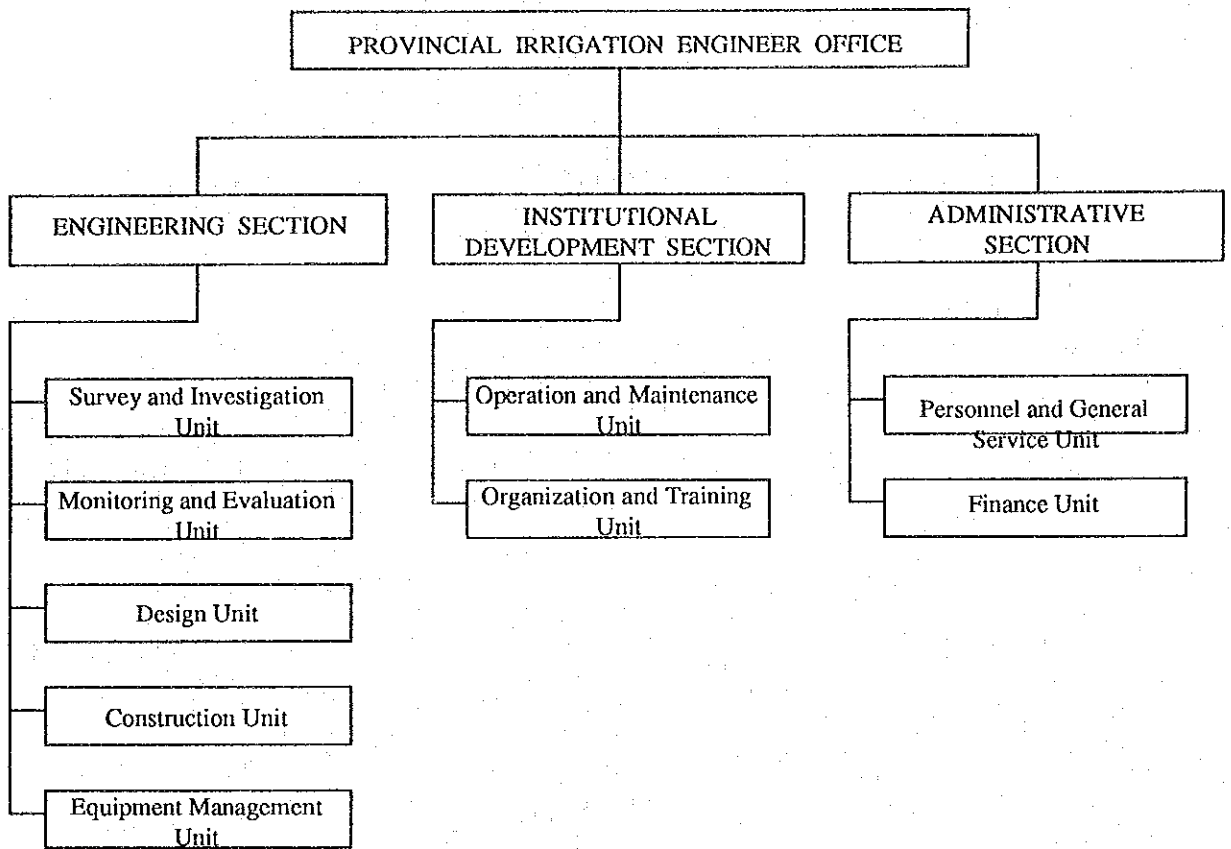 PROVINCIAL IRRIGATION ENGINEER OFFICE
ENGINEERING SECTION
INSTITUTIONAL
DEVELOPMENT SECTION
ADMINISTRATIVE
SECTION
Survey and Investigation
Unit
Monitoring and Evaluation
Unit
Design Unit
Construction Unit
Equipment Management
Unit
Operation and Maintenance
Unit
Organization and Training
Unit
Personnel and General
Service Unit
Finance Unit